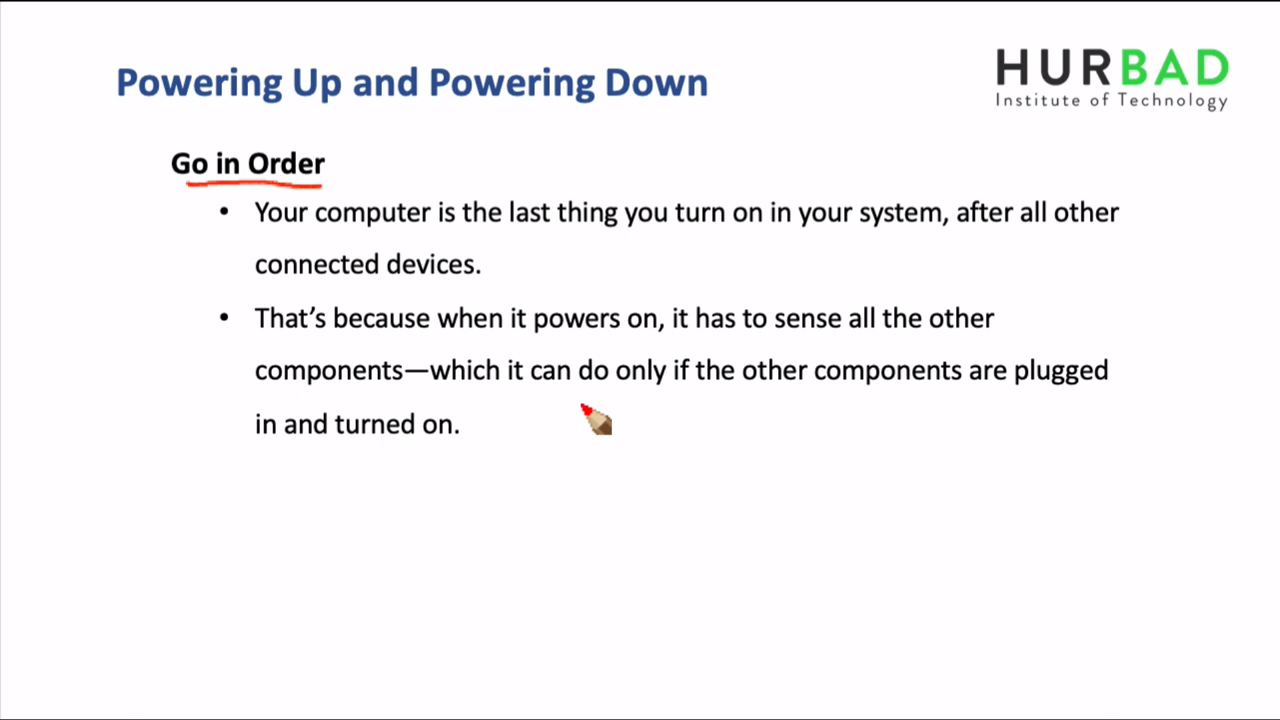 Powering Up and Powering Down
HURBAD
Institute of Technology
Go in Order
• Your computer is the last thing you turn on in your system, after all other
connected devices.
• That’s because when it powers on, it has to sense all the other
components—which it can do only if the other components are plugged
in and turned on.